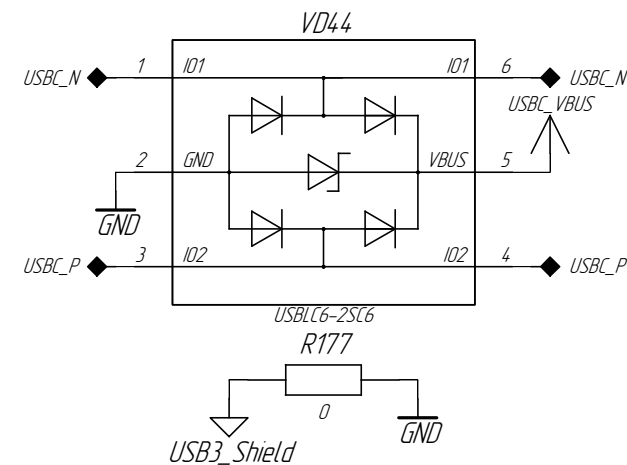 VD44
USBC_N 1 IO1 IO1 6 USBC_N
USBC_VBUS
2 GND VBUS 5
GND
USBC_P 3 IO2 IO2 4 USBC_P
USBLC6-2SC6
R177
0
GND
USB3_Shield